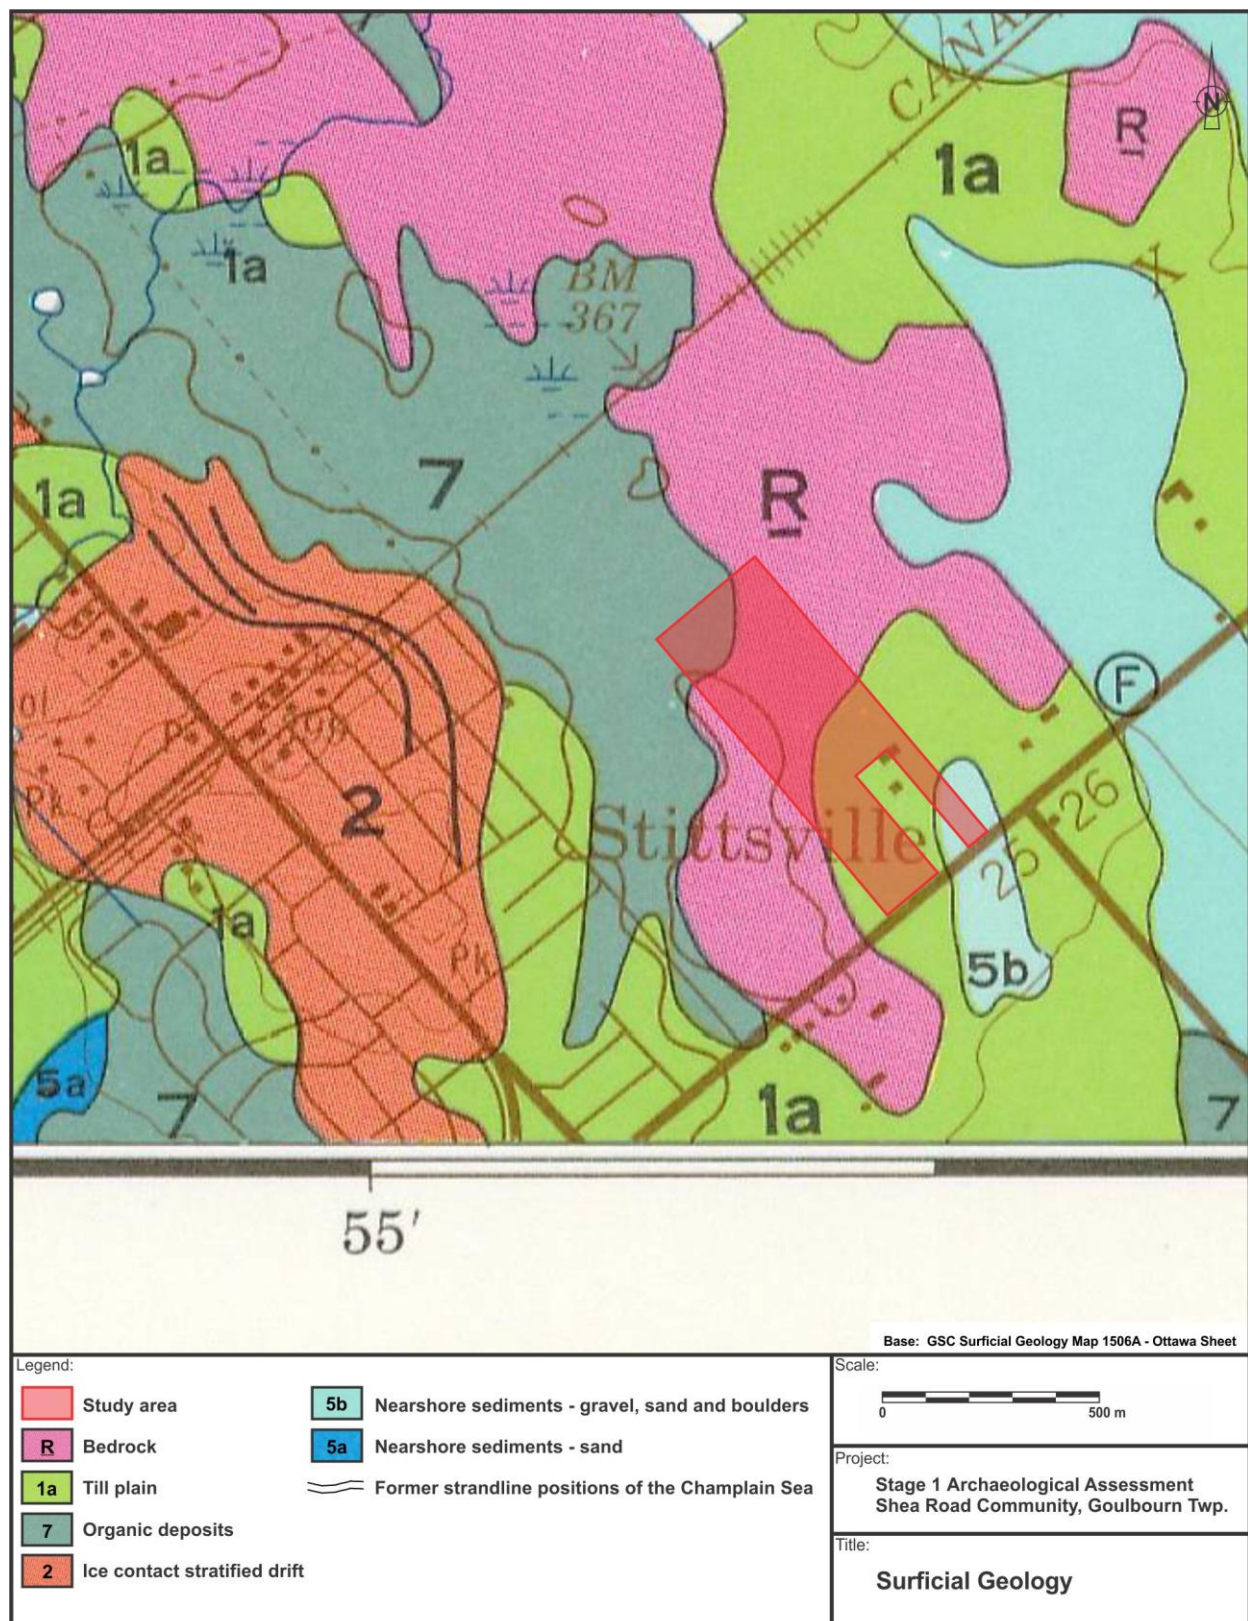 CANA
N
R
1a
1a
1a
X
BM
367
7
R
1a
F
2
Stittsville
26
25
1a
Pk
5b
5a
7
1a
7
55'
Base: GSC Surficial Geology Map 1506A - Ottawa Sheet
Legend:
Study area
R Bedrock
1a Till plain
7 Organic deposits
2 Ice contact stratified drift
5b Nearshore sediments - gravel, sand and boulders
5a Nearshore sediments - sand
Former strandline positions of the Champlain Sea
Scale:
0 500 m
Project:
Stage 1 Archaeological Assessment
Shea Road Community, Goulbourn Twp.
Title:
Surficial Geology